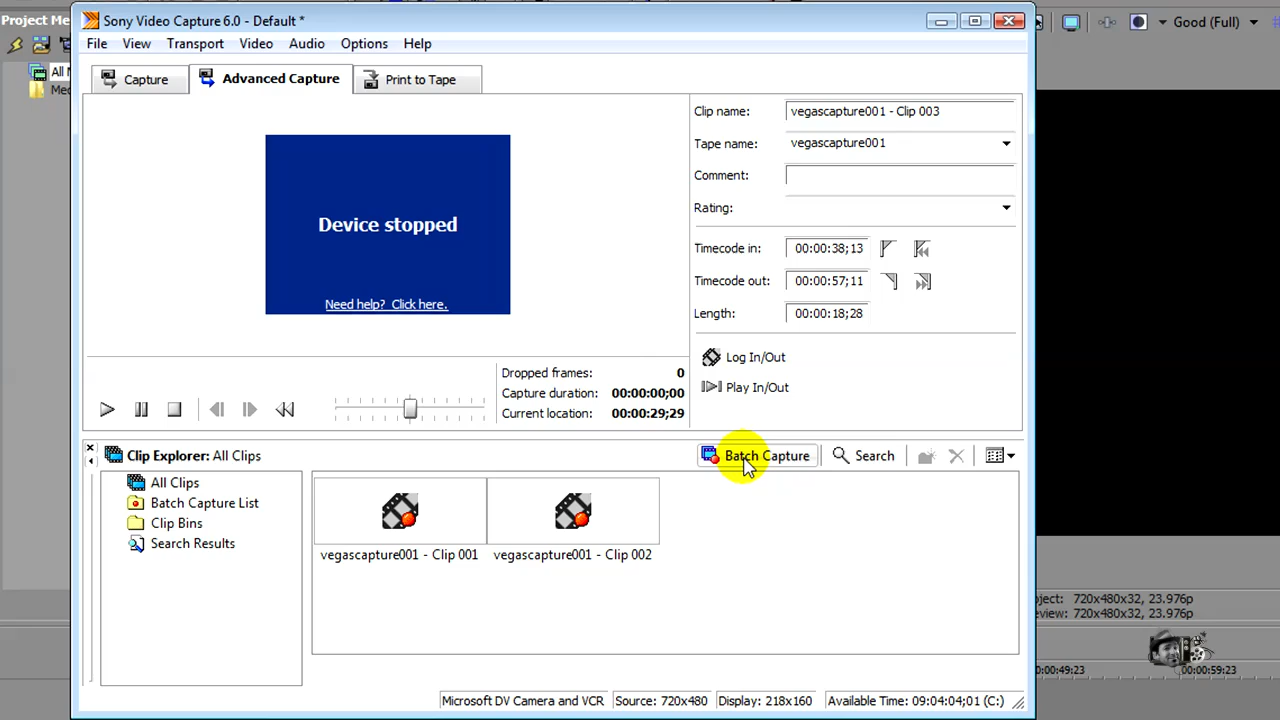 Project Me
Sony Video Capture 6.0 - Default *
Good (Full)
File View Transport Video Audio Options Help
All
Me
Capture
Advanced Capture
Print to Tape
Clip name: vegascapture001 - Clip 003
Tape name: vegascapture001
Comment:
Rating:
Device stopped
Need help? Click here.
Timecode in: 00:00:38;13
Timecode out: 00:00:57;11
Length: 00:00:18;28
Log In/Out
Play In/Out
Dropped frames: 0
Capture duration: 00:00:00;00
Current location: 00:00:29;29
Clip Explorer: All Clips
Batch Capture
Search
All Clips
Batch Capture List
Clip Bins
Search Results
vegascapture001 - Clip 001
vegascapture001 - Clip 002
oject: 720x480x32, 23.976p
eview: 720x480x32, 23.976p
00:49:23
00:00:59:23
Microsoft DV Camera and VCR
Source: 720x480
Display: 218x160
Available Time: 09:04:04;01 (C:)